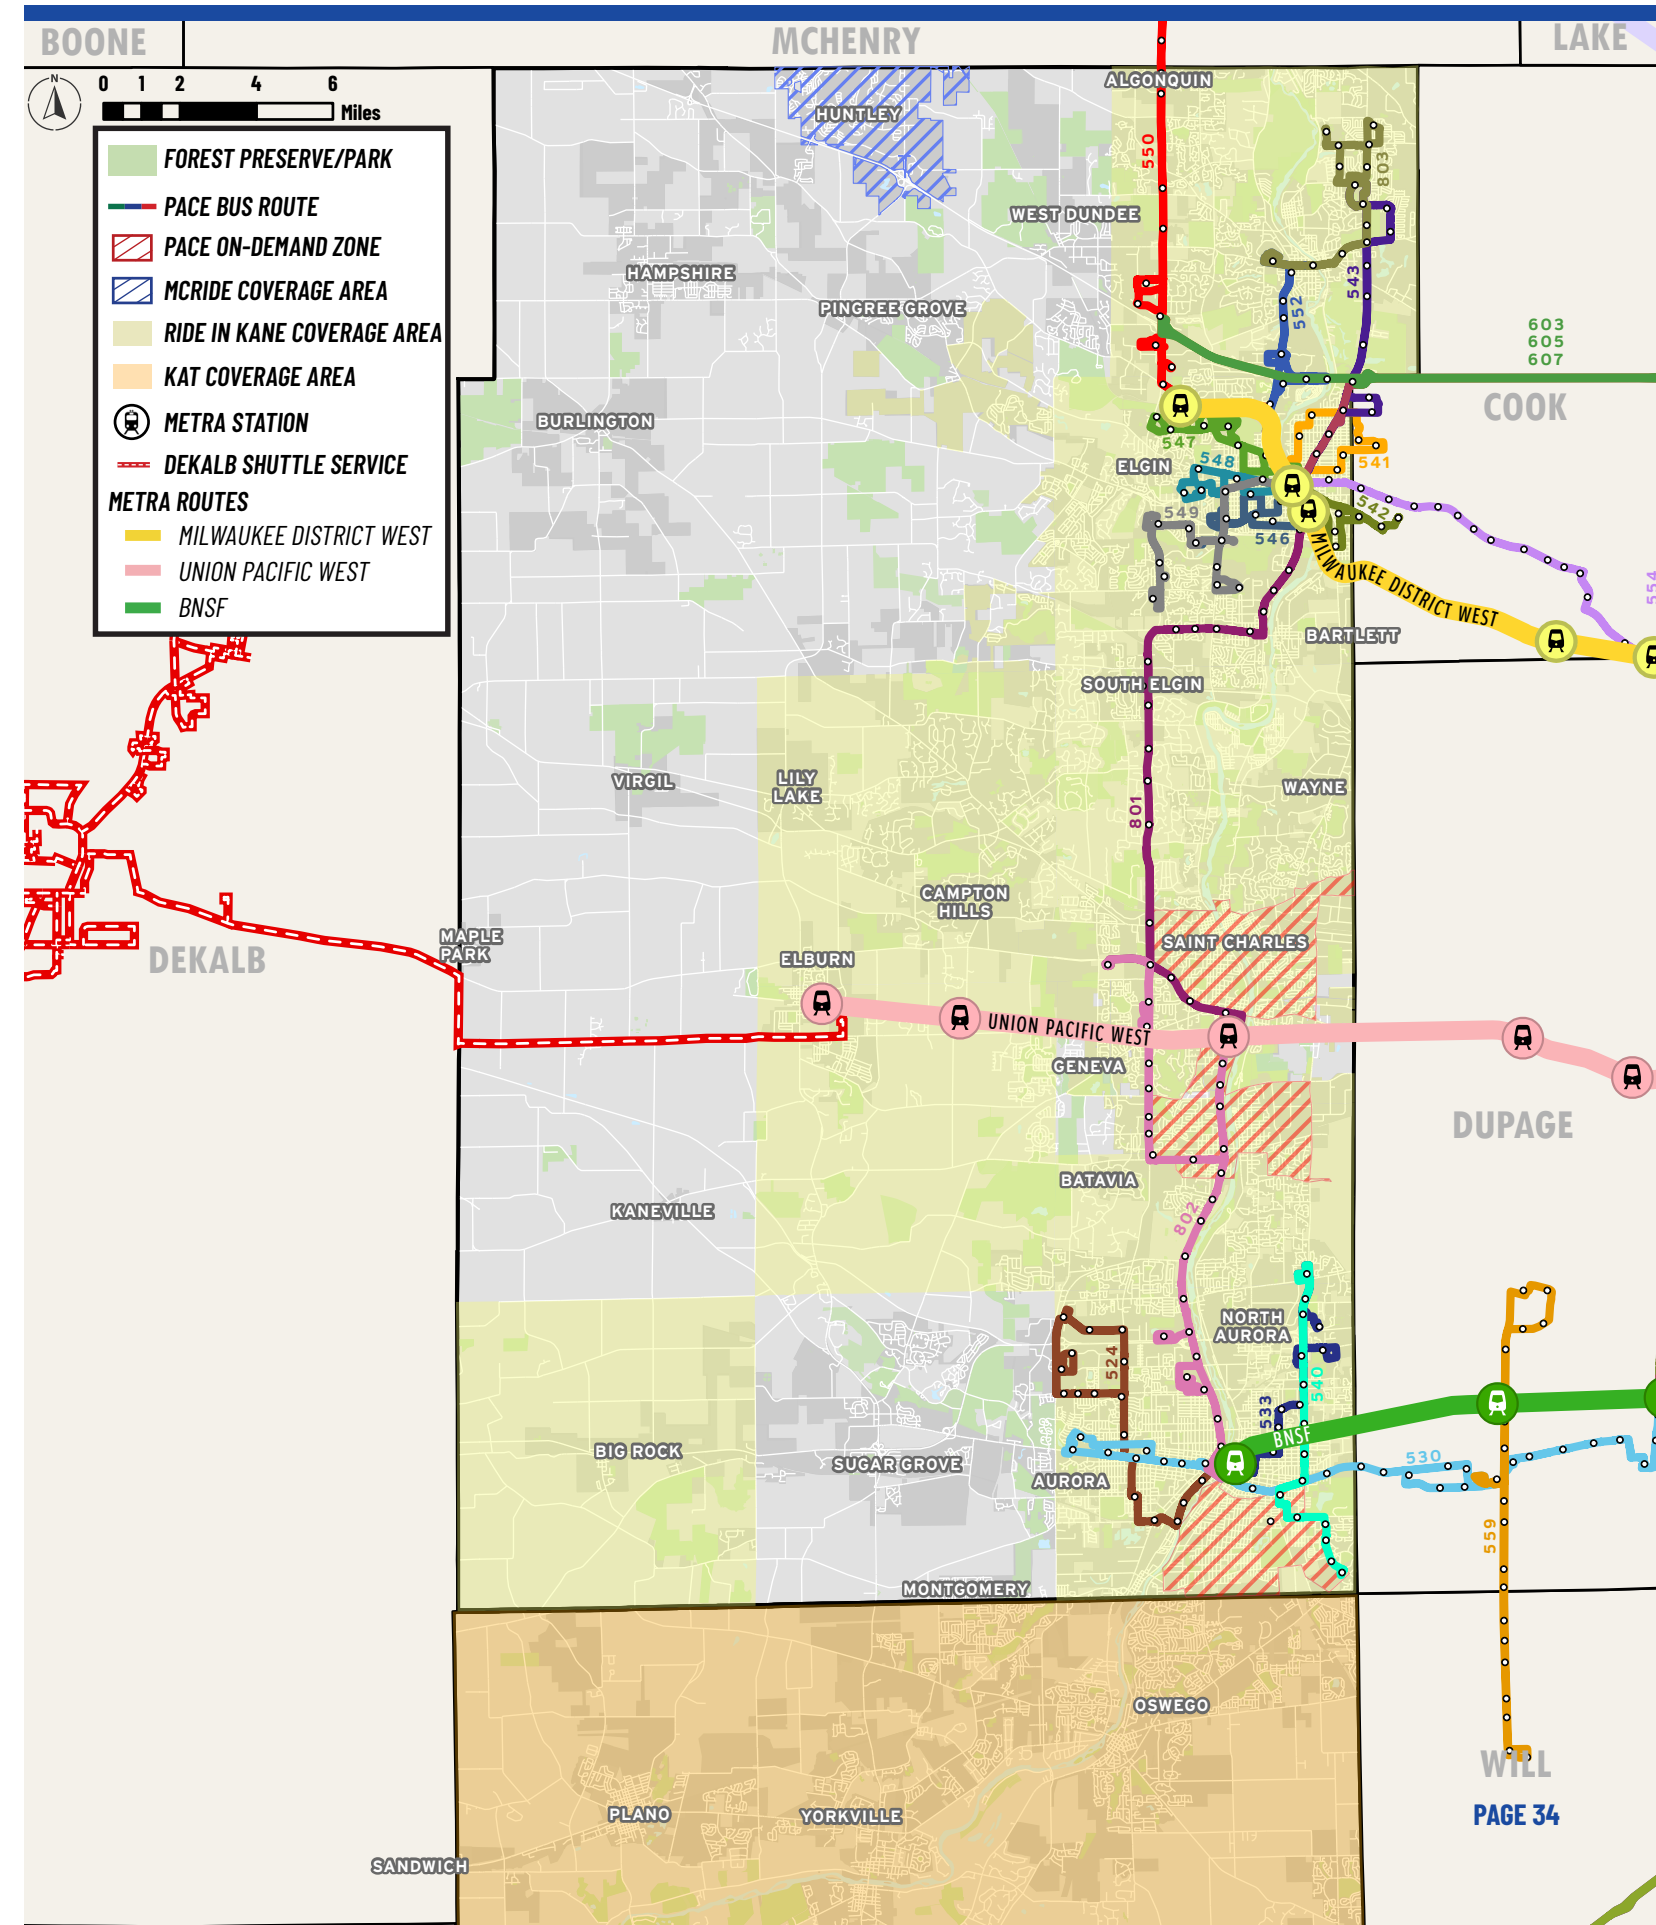 BOONE
MCHENRY
LAKE
N
0 1 2 4 6
Miles
FOREST PRESERVE/PARK
PACE BUS ROUTE
PACE ON-DEMAND ZONE
MCRIDE COVERAGE AREA
RIDE IN KANE COVERAGE AREA
KAT COVERAGE AREA
METRA STATION
DEKALB SHUTTLE SERVICE
METRA ROUTES
MILWAUKEE DISTRICT WEST
UNION PACIFIC WEST
BNSF
ALGONQUIN
HUNTLEY
550
803
WEST DUNDEE
HAMPSHIRE
PINGREE GROVE
543
552
603
605
607
COOK
BURLINGTON
547
ELGIN
548
541
549
542
546
MILWAUKEE DISTRICT WEST
554
BARTLETT
SOUTH ELGIN
VIRGIL
LILY
LAKE
WAYNE
801
CAMPTON
HILLS
MAPLE
PARK
DEKALB
ELBURN
SAINT CHARLES
UNION PACIFIC WEST
GENEVA
DUPAGE
BATAVIA
KANEVILLE
802
NORTH
AURORA
524
540
533
BNSF
BIG ROCK
SUGAR GROVE
AURORA
530
559
MONTGOMERY
OSWEGO
WILL
PAGE 34
PLANO
YORKVILLE
SANDWICH